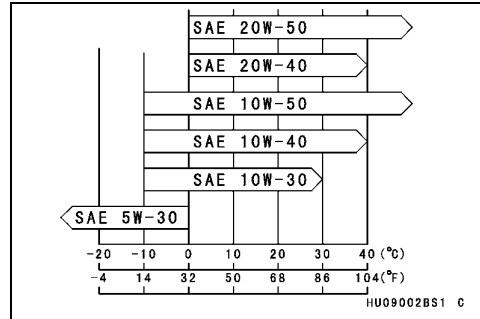 SAE 20W-50
SAE 20W-40
SAE 10W-50
SAE 10W-40
SAE 10W-30
SAE 5W-30
-20 -10 0 10 20 30 40 (°C)
-4 14 32 50 68 86 104 (°F)
HU09002BS1 C